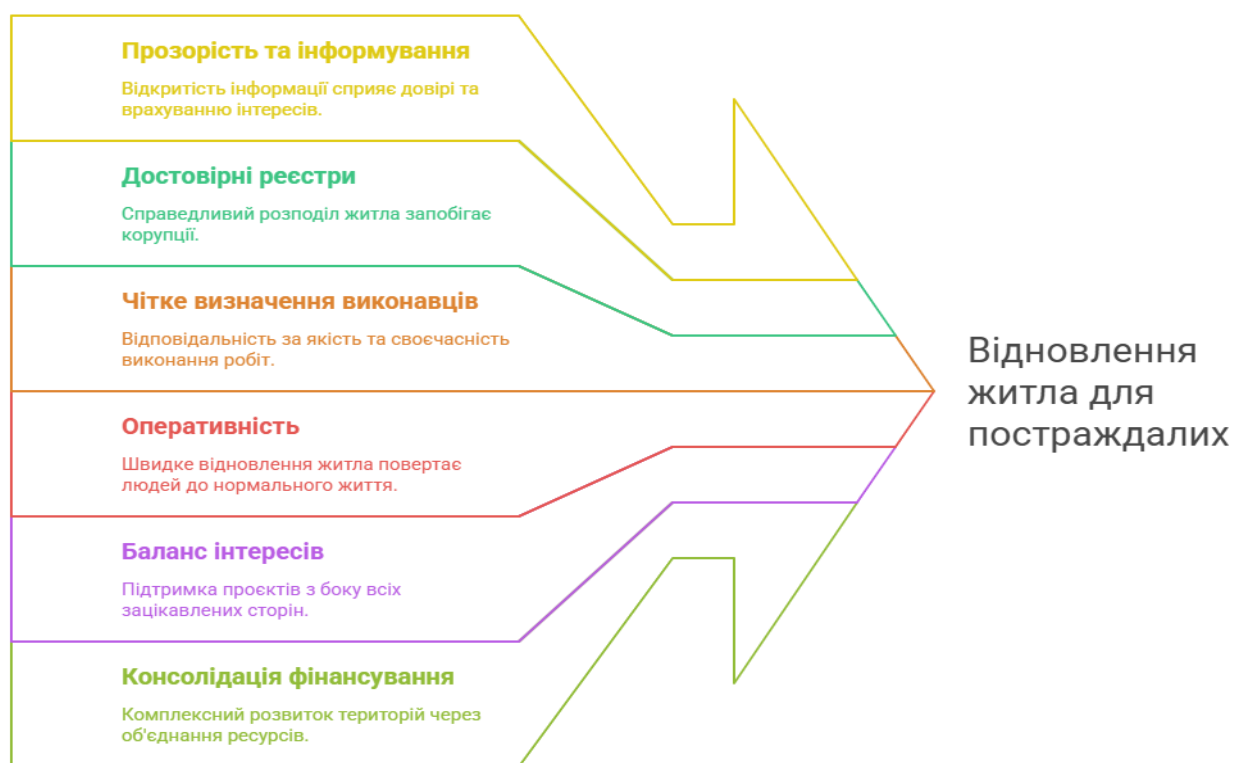 Прозорість та інформування
Відкритість інформації сприяє довірі та
врахуванню інтересів.
Достовірні реєстри
Справедливий розподіл житла запобігає
корупції.
Чітке визначення виконавців
Відповідальність за якість та своєчасність
виконання робіт.
Оперативність
Швидке відновлення житла повертає
людей до нормального життя.
Баланс інтересів
Підтримка проєктів з боку всіх
зацікавлених сторін.
Консолідація фінансування
Комплексний розвиток територій через
об'єднання ресурсів.
Відновлення
житла для
постраждалих